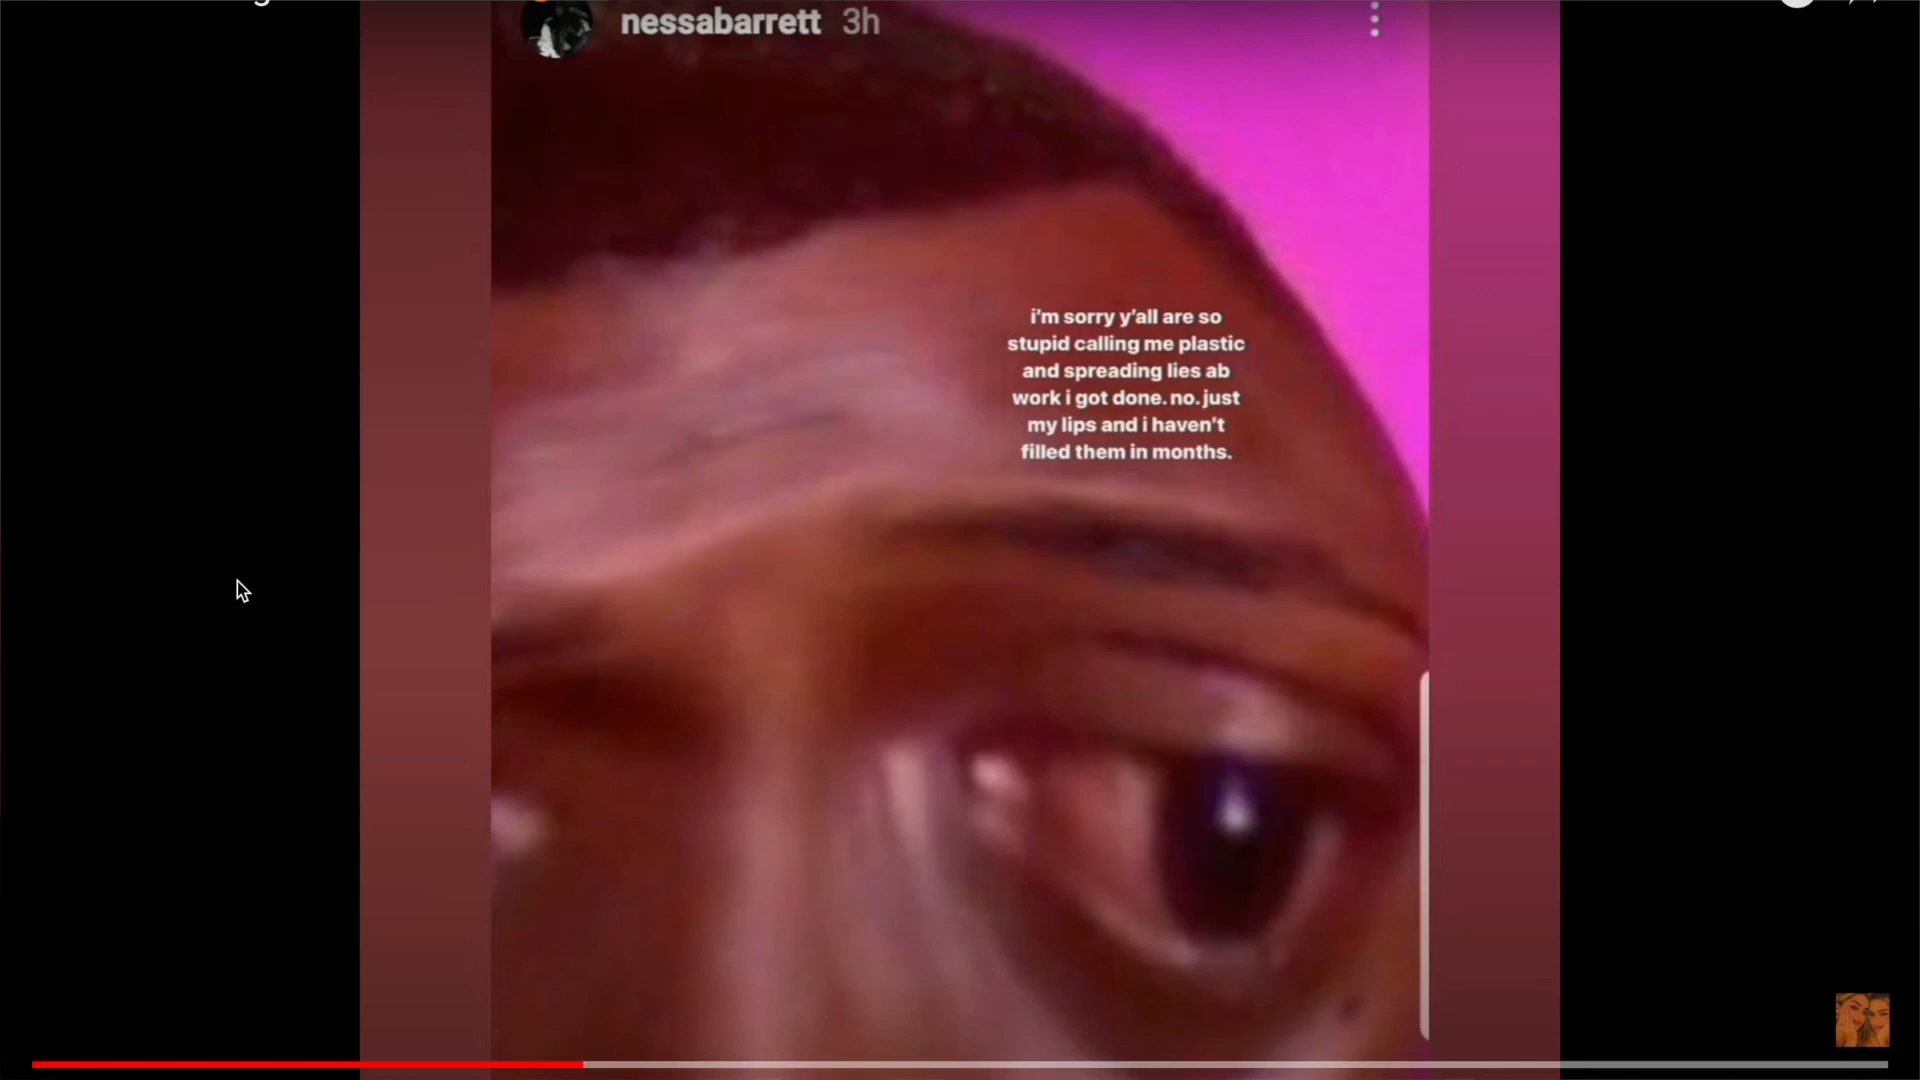 nessabarrett 3h
i'm sorry y'all are so
stupid calling me plastic
and spreading lies ab
work i got done. no. just
my lips and i haven't
filled them in months.